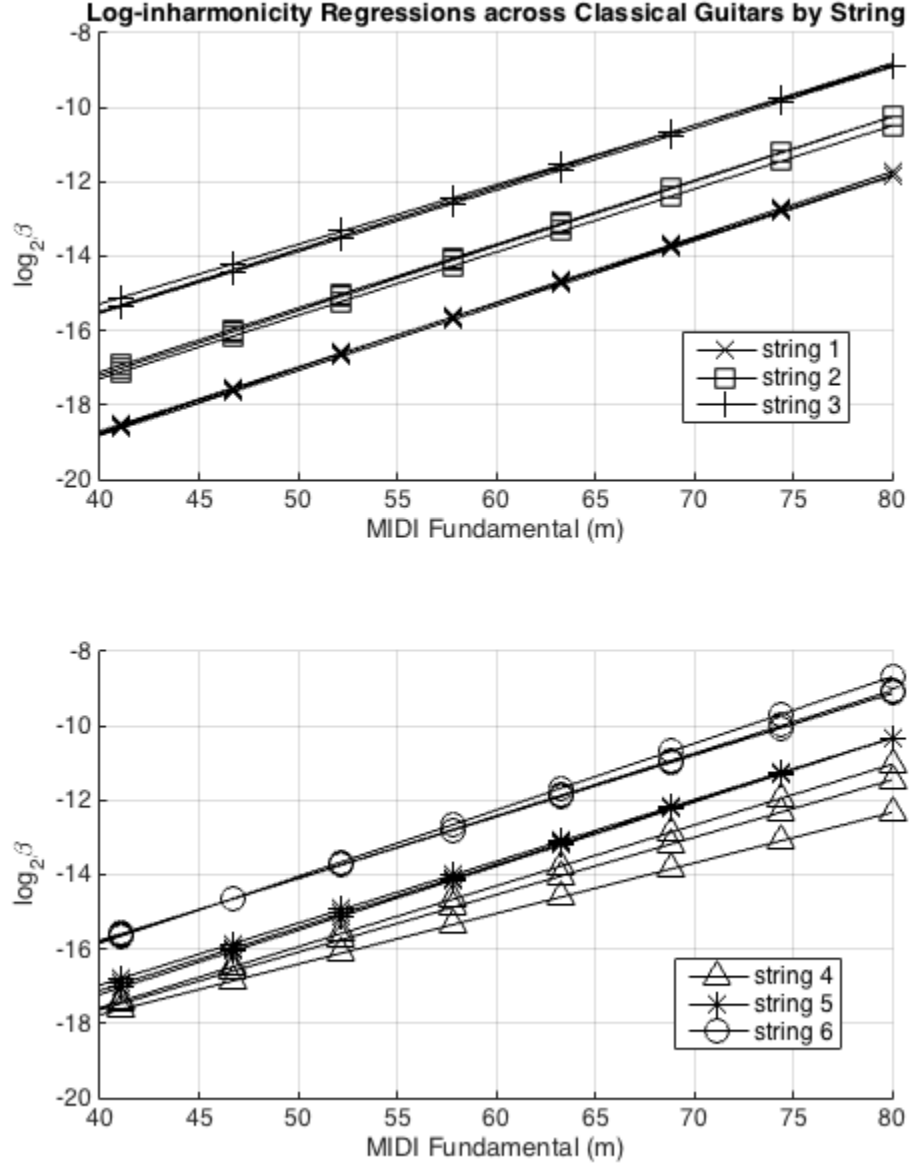 Log-inharmonicity Regressions across Classical Guitars by String
-8
-10
-12
-14
-16
-18
-20
log₂β
string 1
string 2
string 3
40 45 50 55 60 65 70 75 80
MIDI Fundamental (m)
-8
-10
-12
-14
-16
-18
-20
log₂β
string 4
string 5
string 6
40 45 50 55 60 65 70 75 80
MIDI Fundamental (m)